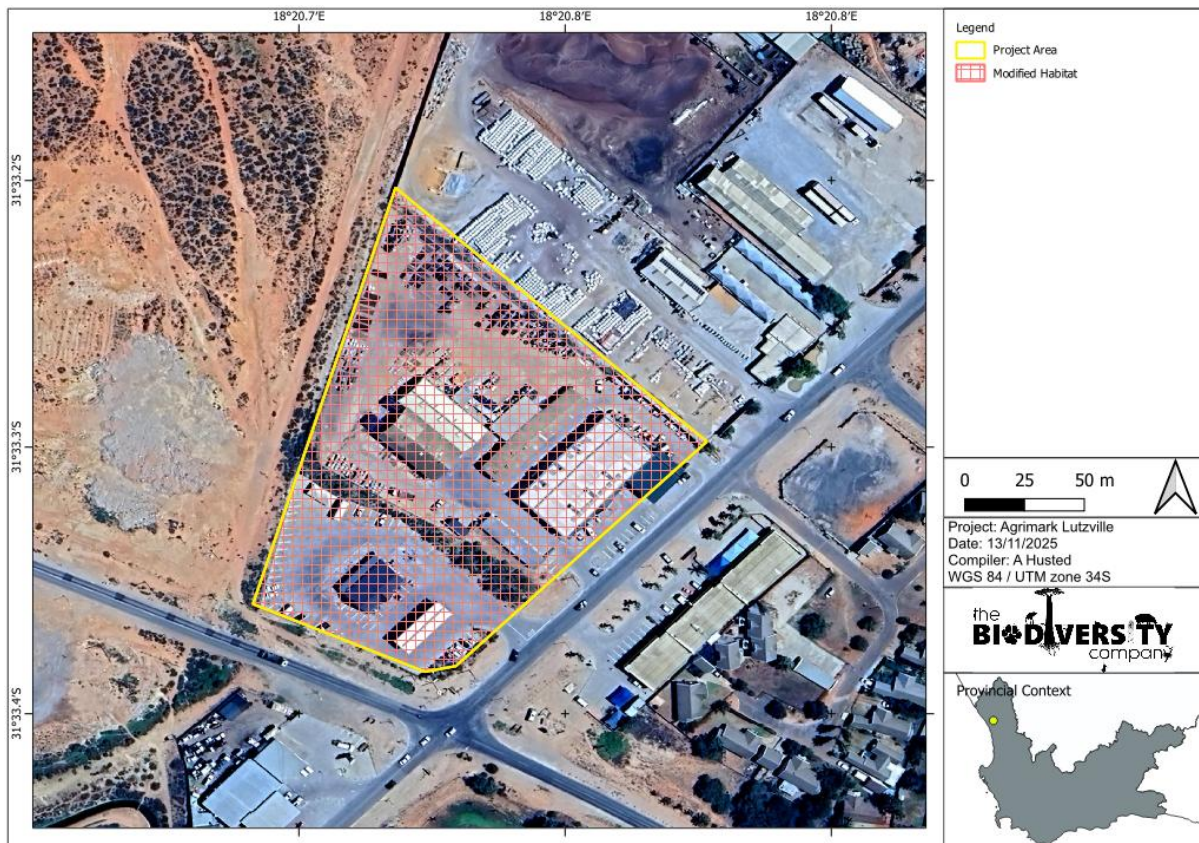 18°20.7'E
18°20.8'E
18°20.8'E
31°33.2'S
31°33.3'S
31°33.4'S
Legend
Project Area
Modified Habitat
0 25 50 m
Project: Agrimark Lutzville
Date: 13/11/2025
Compiler: A Husted
WGS 84 / UTM zone 34S
the
BIODIVERSITY
company
Provincial Context